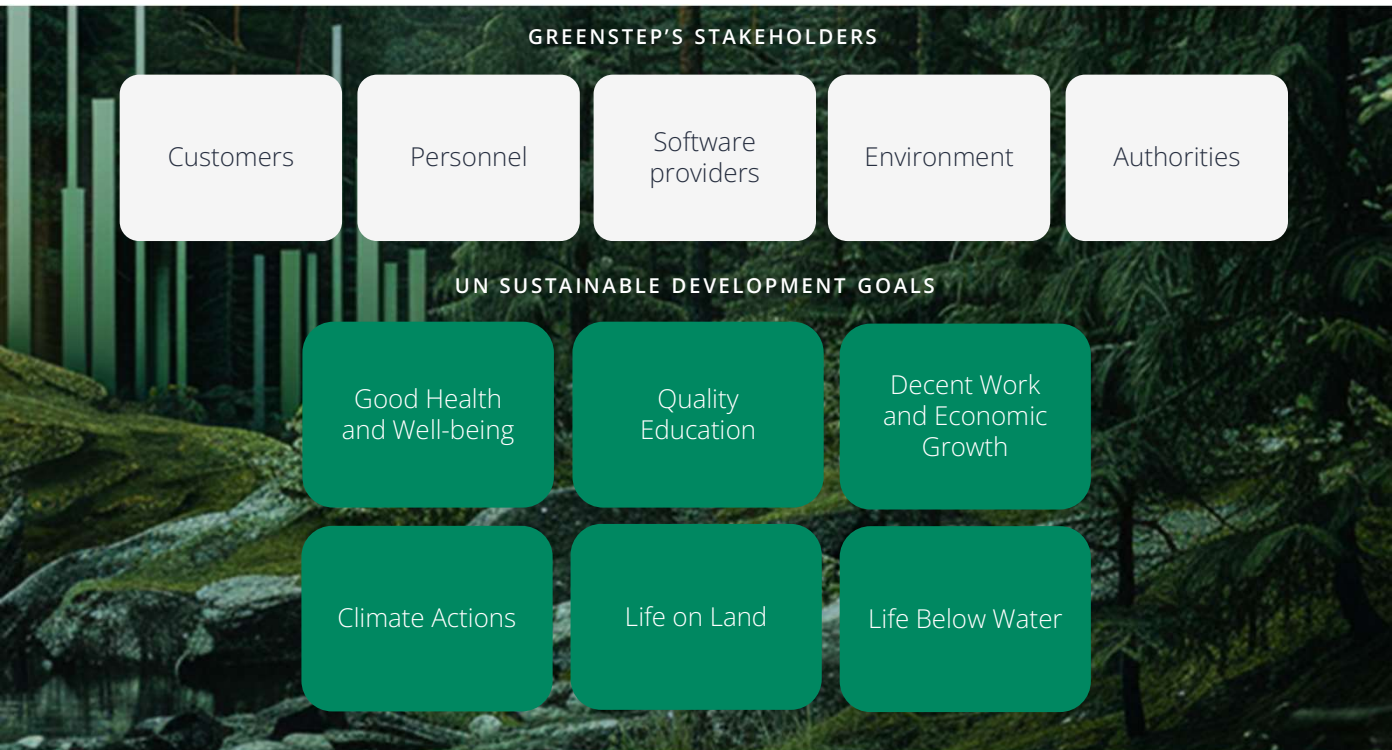 GREENSTEP’S STAKEHOLDERS
Customers
Personnel
Software
providers
Environment
Authorities
UN SUSTAINABLE DEVELOPMENT GOALS
Good Health
and Well-being
Quality
Education
Decent Work
and Economic
Growth
Climate Actions
Life on Land
Life Below Water